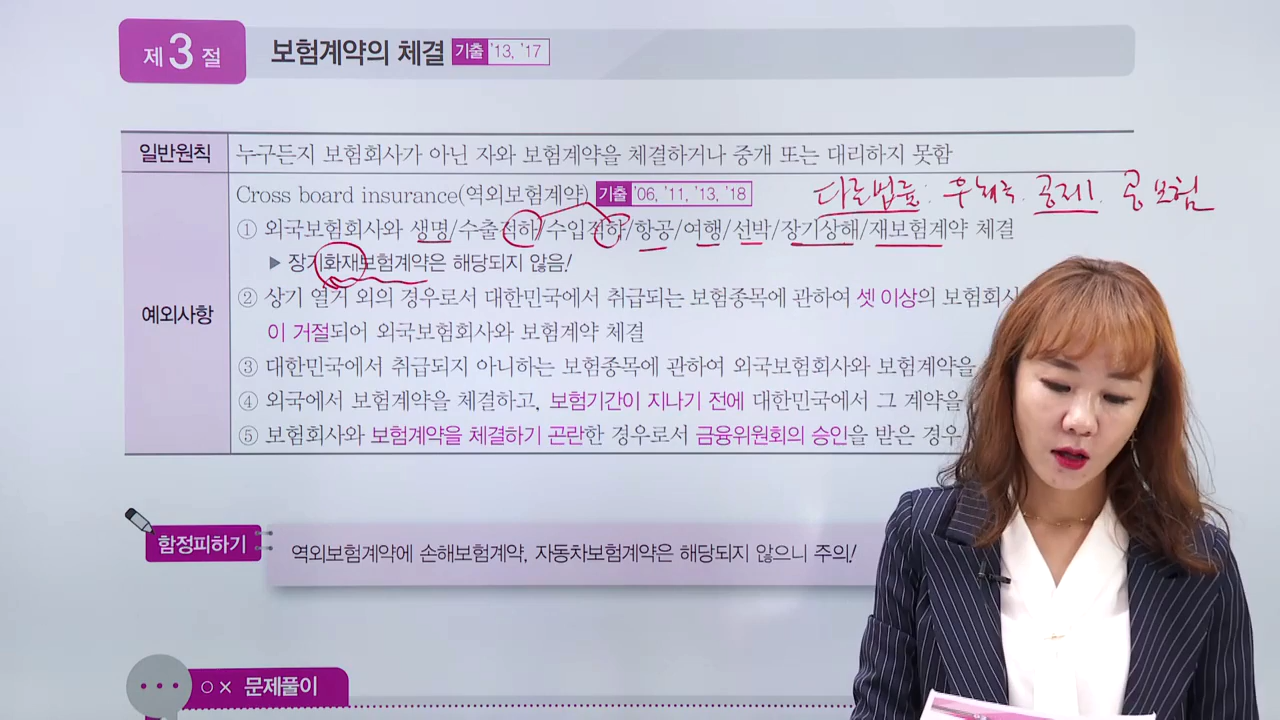 제 3 절
보험계약의 체결 기출 '13, '17
일반원칙 누구든지 보험회사가 아닌 자와 보험계약을 체결하거나 중개 또는 대리하지 못함
예외사항
Cross board insurance(역외보험계약) 기출 '06, '11, '13, '18
다른법률: 우체국. 공제1. 공보험
① 외국보험회사와 생명/수출적하/수입적하/항공/여행/선박/장기상해/재보험계약 체결
▶ 장기화재보험계약은 해당되지 않음!
② 상기 열거 외의 경우로서 대한민국에서 취급되는 보험종목에 관하여 셋 이상의 보험회사
이 거절되어 외국보험회사와 보험계약 체결
③ 대한민국에서 취급되지 아니하는 보험종목에 관하여 외국보험회사와 보험계약을
④ 외국에서 보험계약을 체결하고, 보험기간이 지나기 전에 대한민국에서 그 계약을
⑤ 보험회사와 보험계약을 체결하기 곤란한 경우로서 금융위원회의 승인을 받은 경우
함정피하기
역외보험계약에 손해보험계약, 자동차보험계약은 해당되지 않으니 주의!
○× 문제풀이